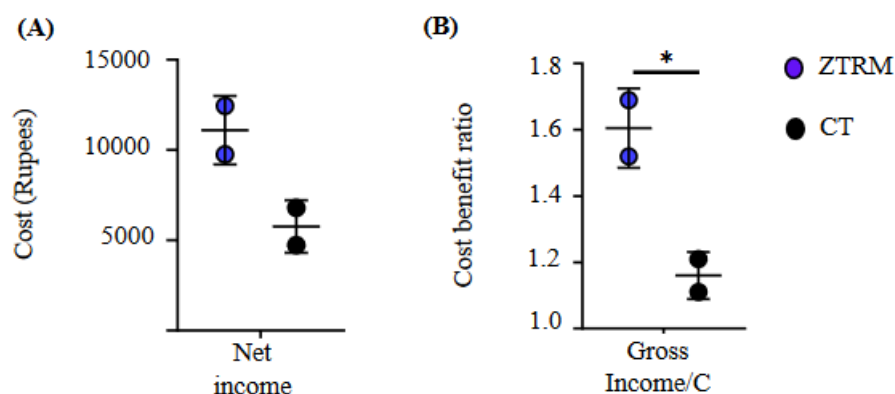 (A)
15000
10000
5000
Cost (Rupees)
Net
income
(B)
1.8
1.6
1.4
1.2
1.0
Cost benefit ratio
*
Gross
Income/C
ZTRM
CT